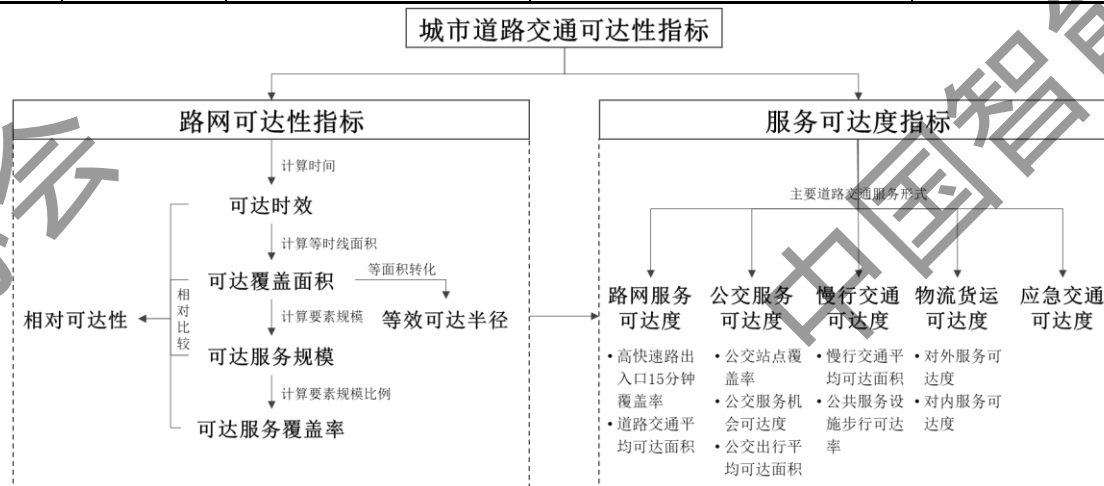 城市道路交通可达性指标
路网可达性指标
计算时间
可达时效
计算等时线面积
可达覆盖面积
等面积转化
相对比较
计算要素规模
相对可达性
等效可达半径
可达服务规模
计算要素规模比例
可达服务覆盖率
服务可达度指标
主要道路交通服务形式
路网服务
可达度
•高快速路出
入口15分钟
覆盖率
•道路交通平
均可达面积
公交服务
可达度
•公交站点覆
盖率
•公交服务机
会可达度
•公交出行平
均可达面积
慢行交通
可达度
•慢行交通平
均可达面积
•公共服务设
施步行可达
率
物流货运
可达度
•对外服务可
达度
•对内服务可
达度
应急交通
可达度
会
中国智